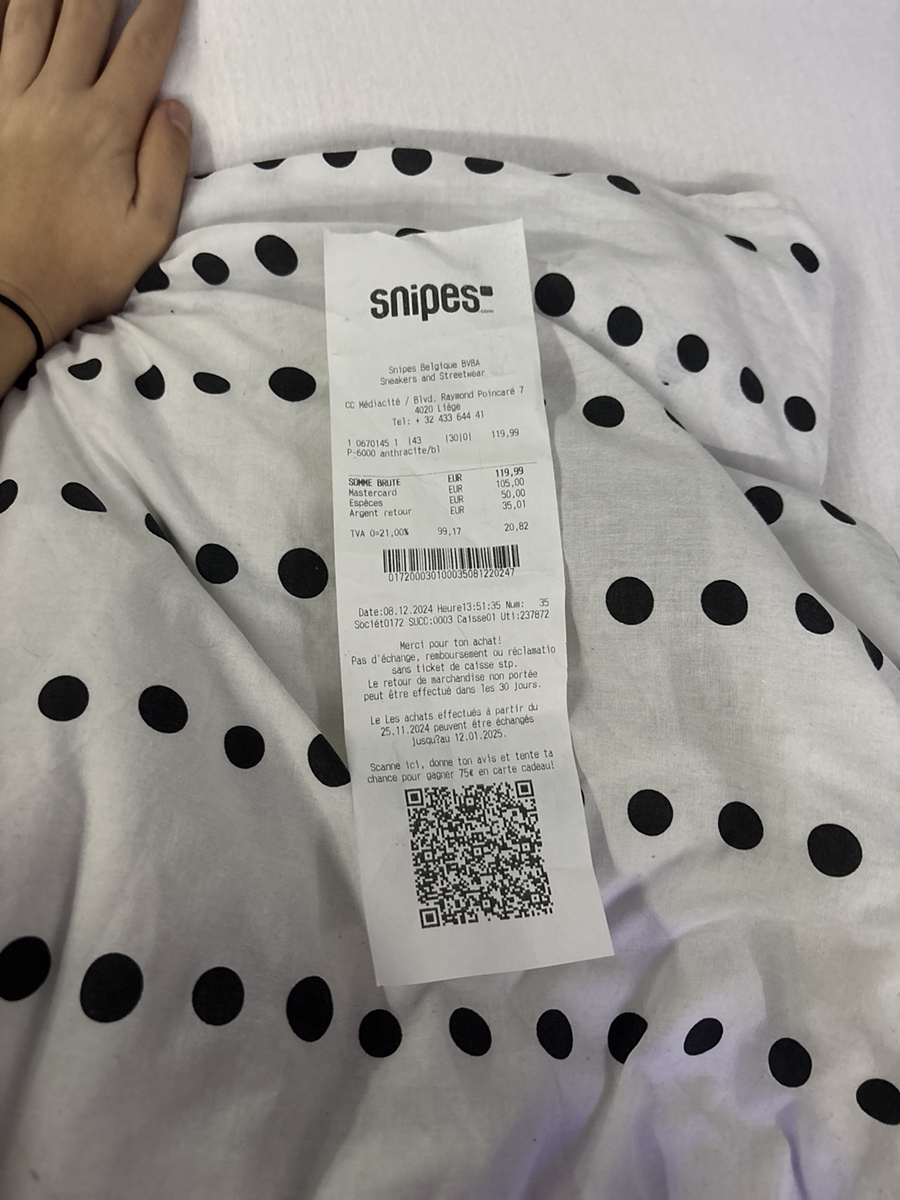 snipes
.com
Snipes Belgique BVBA
Sneakers and Streetwear
CC Médiacité / Blvd. Raymond Poincaré 7
4020 Liège
Tel: + 32 433 644 41
1 0670145 1 |43 |30|0| 119,99
P-6000 anthracite/bl
SOMME BRUTE EUR 119,99
Mastercard EUR 105,00
Espèces EUR 50,00
Argent retour EUR 35,01
TVA 0=21,00% 99,17 20,82
017200030100035081220247
Date:08.12.2024 Heure13:51:35 Num: 35
Sociét0172 SUCC:0003 Caisse01 Uti:237872
Merci pour ton achat!
Pas d'échange, remboursement ou réclamatio
sans ticket de caisse stp.
Le retour de marchandise non portée
peut être effectué dans les 30 jours.
Le Les achats effectués à partir du
25.11.2024 peuvent être échangés
jusqu?au 12.01.2025.
Scanne ici, donne ton avis et tente ta
chance pour gagner 75€ en carte cadeau!